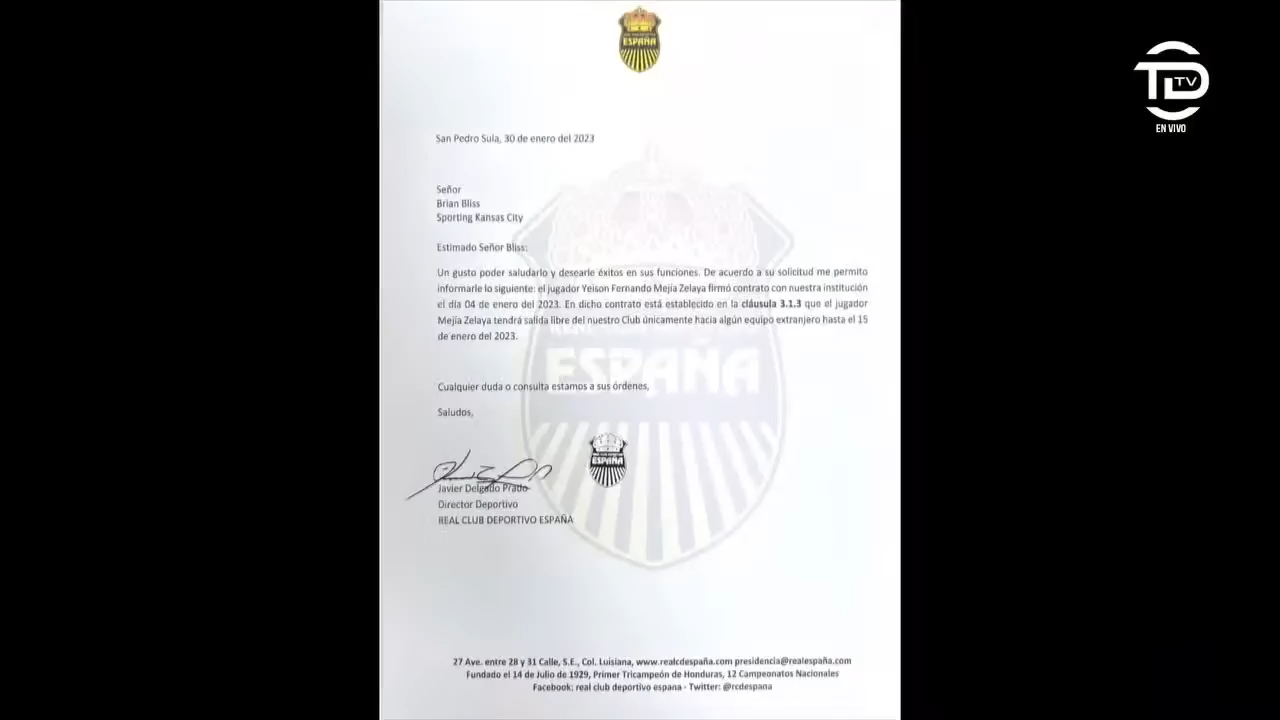 ESPAÑA
TDTV
EN VIVO
San Pedro Sula, 30 de enero del 2023
Señor
Brian Bliss
Sporting Kansas City
Estimado Señor Bliss:
Un gusto poder saludarlo y desearle éxitos en sus funciones. De acuerdo a su solicitud me permito
informarle lo siguiente: el jugador Yeison Fernando Mejía Zelaya firmó contrato con nuestra institución
el día 04 de enero del 2023. En dicho contrato está establecido en la cláusula 3.1.3 que el jugador
Mejía Zelaya tendrá salida libre del nuestro Club únicamente hacia algún equipo extranjero hasta el 15
de enero del 2023.
ESPAÑA
Cualquier duda o consulta estamos a sus órdenes,
Saludos,
ESPAÑA
Javier Delgado Prado
Director Deportivo
REAL CLUB DEPORTIVO ESPAÑA
27 Ave. entre 28 y 31 Calle, S.E., Col. Luisiana, www.realcdespaña.com presidencia@realespaña.com
Fundado el 14 de Julio de 1929, Primer Tricampeón de Honduras, 12 Campeonatos Nacionales
Facebook: real club deportivo espana - Twitter: @rcdespana